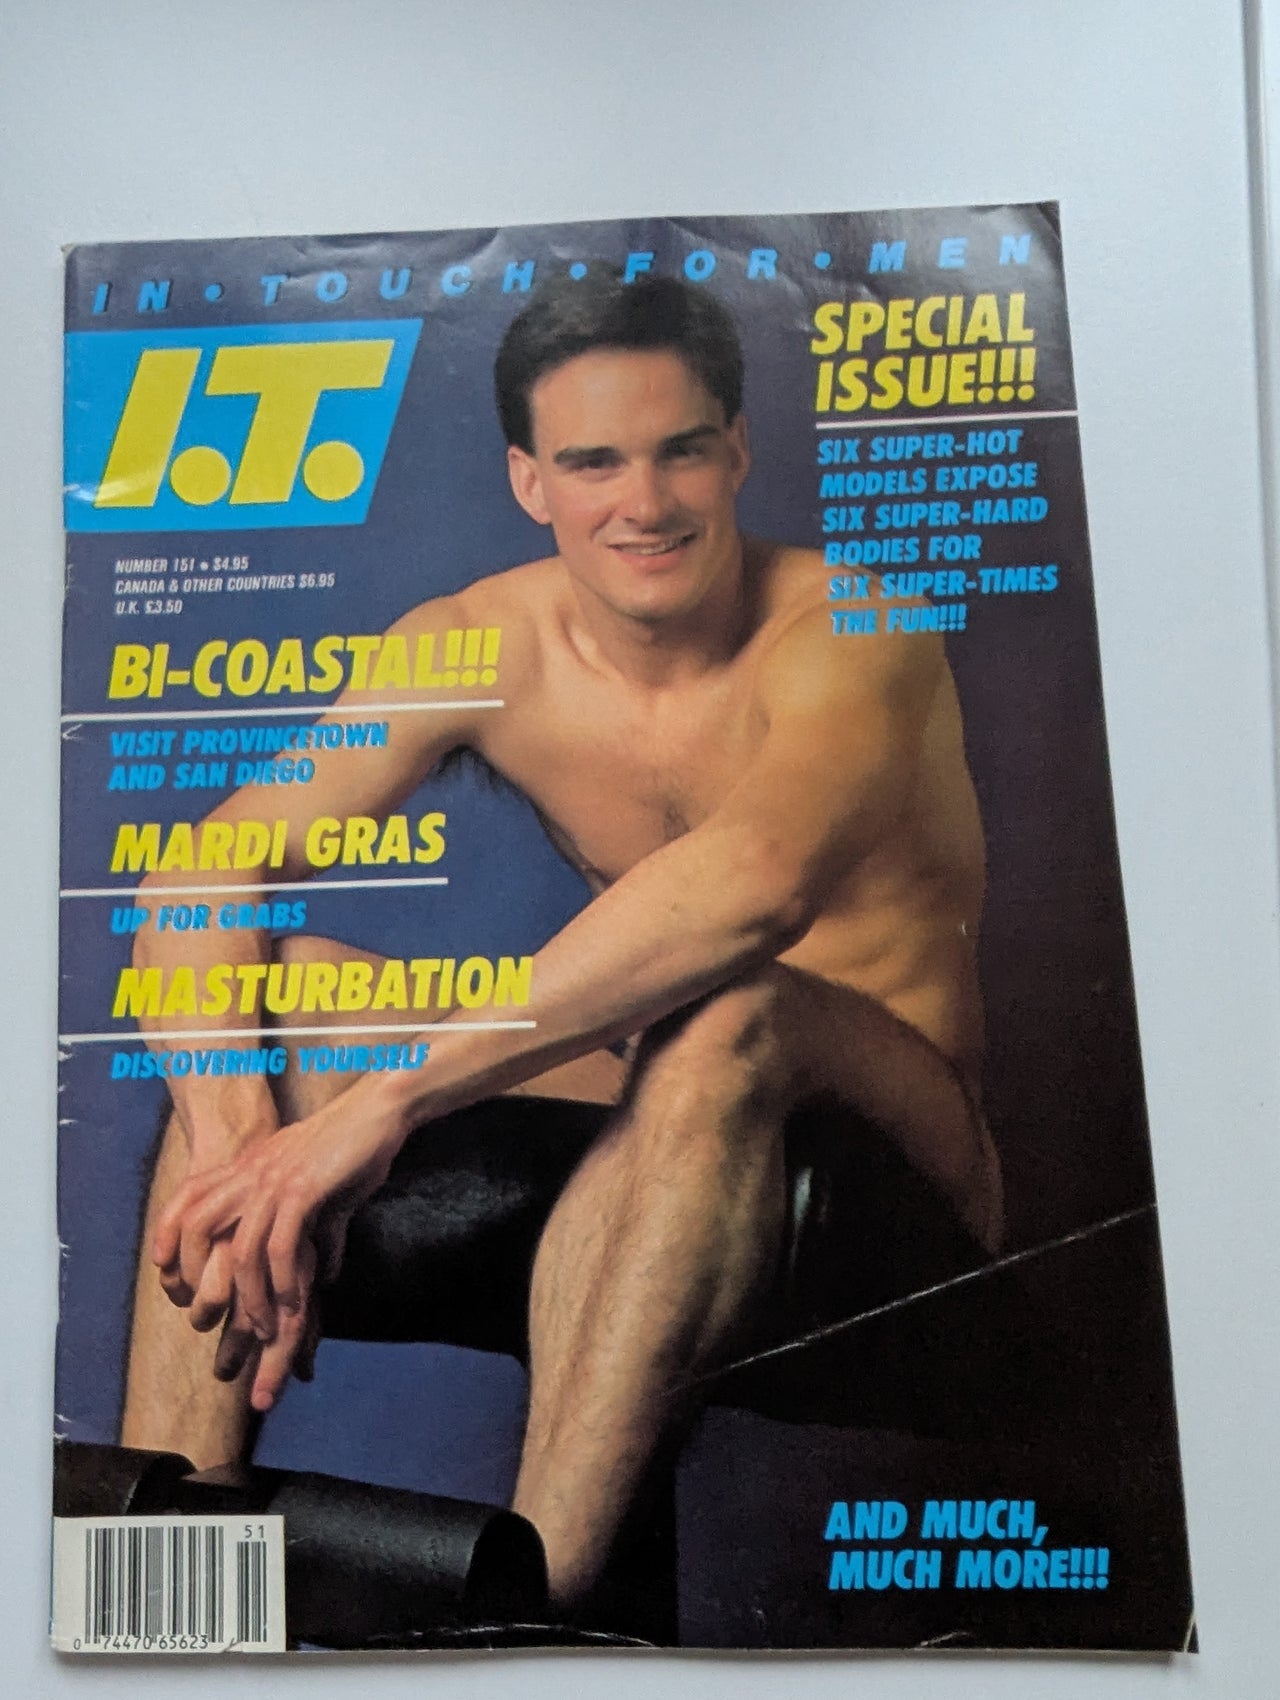 IN • TOUCH • FOR • MEN
I.T.
NUMBER 151 • $4.95
CANADA & OTHER COUNTRIES $6.95
U.K. £3.50
BI-COASTAL!!!
VISIT PROVINCETOWN
AND SAN DIEGO
MARDI GRAS
UP FOR GRABS
MASTURBATION
DISCOVERING YOURSELF
SPECIAL
ISSUE!!!
SIX SUPER-HOT
MODELS EXPOSE
SIX SUPER-HARD
BODIES FOR
SIX SUPER-TIMES
THE FUN!!!
AND MUCH,
MUCH MORE!!!
51
0 74470 65623